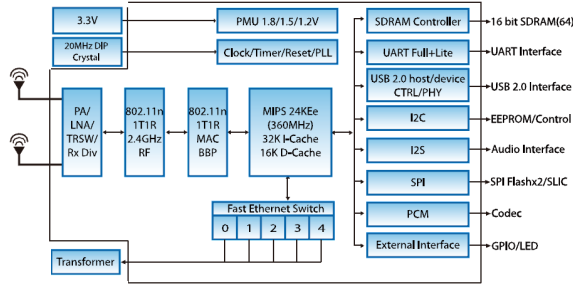 3.3V
PMU 1.8/1.5/1.2V
20MHz DIP
Crystal
Clock/Timer/Reset/PLL
PA/
LNA/
TRSW/
Rx Div
802.11n
1T1R
2.4GHz
RF
802.11n
1T1R
MAC
BBP
MIPS 24KEe
(360MHz)
32K I-Cache
16K D-Cache
Fast Ethernet Switch
0 1 2 3 4
Transformer
SDRAM Controller
16 bit SDRAM(64)
UART Full+Lite
UART Interface
USB 2.0 host/device
CTRL/PHY
USB 2.0 Interface
I2C
EEPROM/Control
I2S
Audio Interface
SPI
SPI Flashx2/SLIC
PCM
Codec
External Interface
GPIO/LED